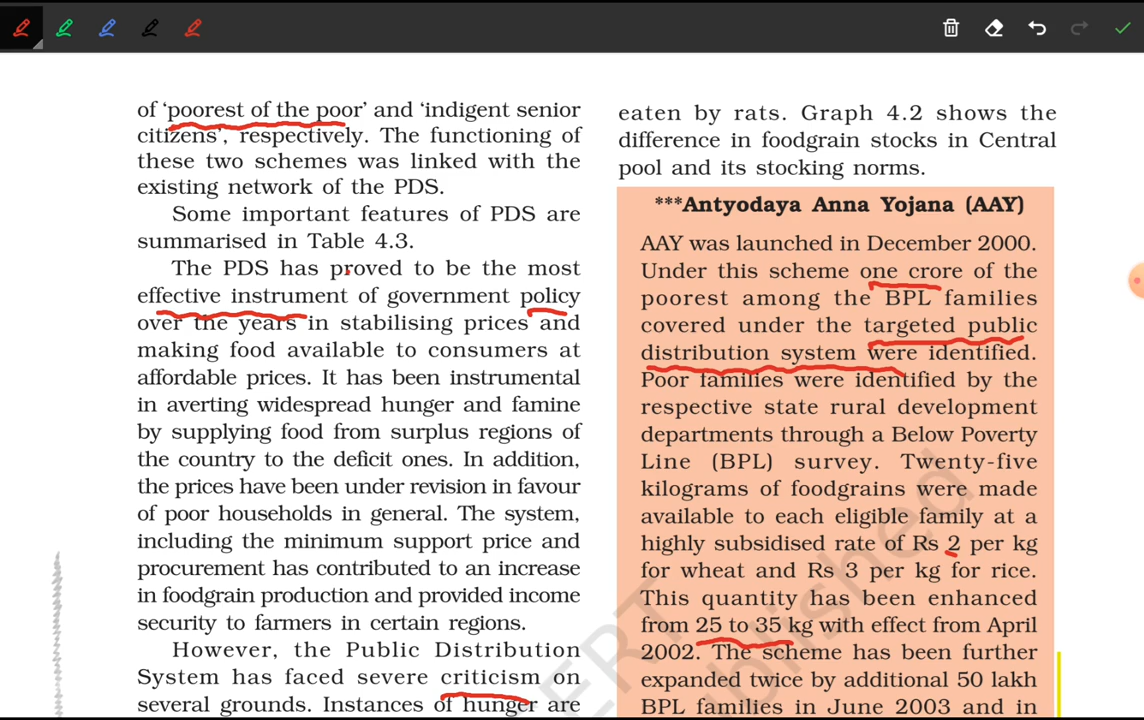 of ‘poorest of the poor’ and ‘indigent senior
citizens’, respectively. The functioning of
these two schemes was linked with the
existing network of the PDS.
Some important features of PDS are
summarised in Table 4.3.
The PDS has proved to be the most
effective instrument of government policy
over the years in stabilising prices and
making food available to consumers at
affordable prices. It has been instrumental
in averting widespread hunger and famine
by supplying food from surplus regions of
the country to the deficit ones. In addition,
the prices have been under revision in favour
of poor households in general. The system,
including the minimum support price and
procurement has contributed to an increase
in foodgrain production and provided income
security to farmers in certain regions.
However, the Public Distribution
System has faced severe criticism on
several grounds. Instances of hunger are
eaten by rats. Graph 4.2 shows the
difference in foodgrain stocks in Central
pool and its stocking norms.
***Antyodaya Anna Yojana (AAY)
AAY was launched in December 2000.
Under this scheme one crore of the
poorest among the BPL families
covered under the targeted public
distribution system were identified.
Poor families were identified by the
respective state rural development
departments through a Below Poverty
Line (BPL) survey. Twenty-five
kilograms of foodgrains were made
available to each eligible family at a
highly subsidised rate of Rs 2 per kg
for wheat and Rs 3 per kg for rice.
This quantity has been enhanced
from 25 to 35 kg with effect from April
2002. The scheme has been further
expanded twice by additional 50 lakh
BPL families in June 2003 and in